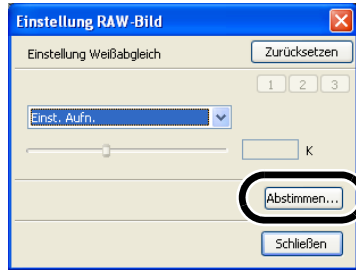 Einstellung RAW-Bild
Einstellung Weißabgleich
Zurücksetzen
1 2 3
Einst. Aufn.
K
Abstimmen...
Schließen